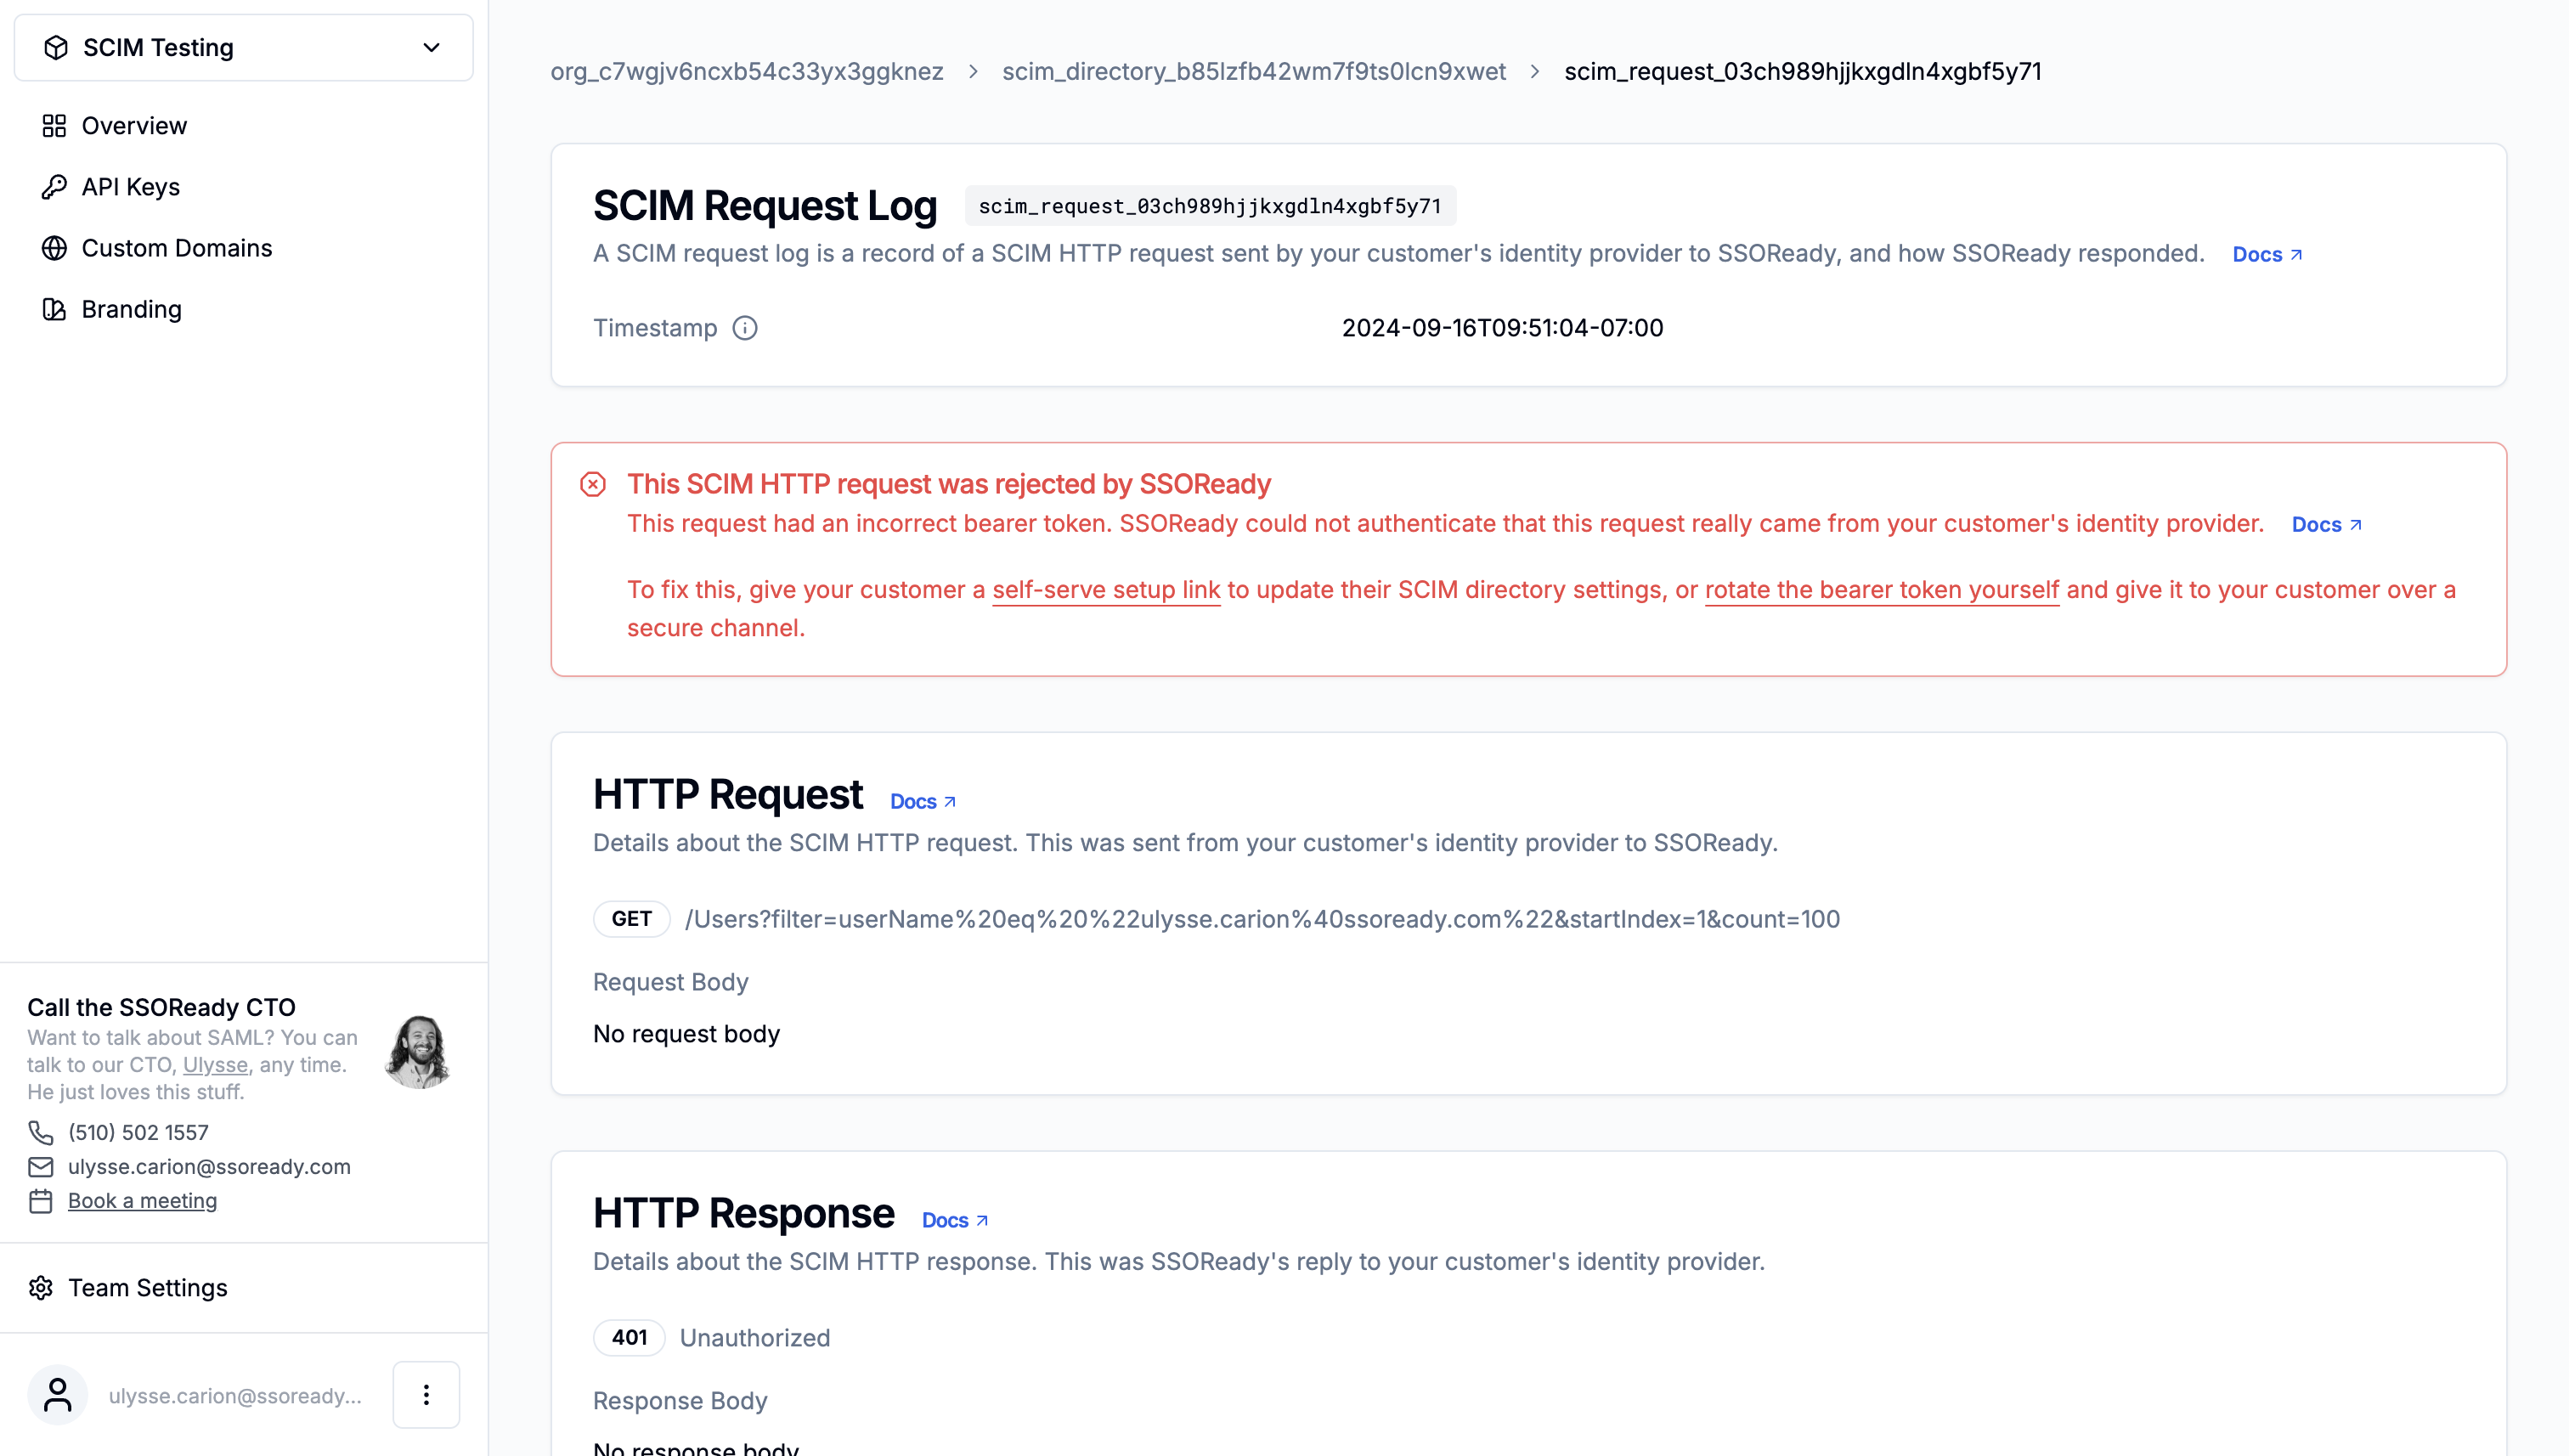 SCIM Testing
Overview
API Keys
Custom Domains
Branding
Call the SSOReady CTO
Want to talk about SAML? You can
talk to our CTO, Ulysse, any time.
He just loves this stuff.
(510) 502 1557
ulysse.carion@ssoready.com
Book a meeting
Team Settings
ulysse.carion@ssoready...
org_c7wgjv6ncxb54c33yx3ggknez > scim_directory_b85lzfb42wm7f9ts0lcn9xwet > scim_request_03ch989hjjkxgdln4xgbf5y71
SCIM Request Log scim_request_03ch989hjjkxgdln4xgbf5y71
A SCIM request log is a record of a SCIM HTTP request sent by your customer's identity provider to SSOReady, and how SSOReady responded. Docs
Timestamp 2024-09-16T09:51:04-07:00
This SCIM HTTP request was rejected by SSOReady
This request had an incorrect bearer token. SSOReady could not authenticate that this request really came from your customer's identity provider. Docs
To fix this, give your customer a self-serve setup link to update their SCIM directory settings, or rotate the bearer token yourself and give it to your customer over a
secure channel.
HTTP Request Docs
Details about the SCIM HTTP request. This was sent from your customer's identity provider to SSOReady.
GET /Users?filter=userName%20eq%20%22ulysse.carion%40ssoready.com%22&startIndex=1&count=100
Request Body
No request body
HTTP Response Docs
Details about the SCIM HTTP response. This was SSOReady's reply to your customer's identity provider.
401 Unauthorized
Response Body
No response body